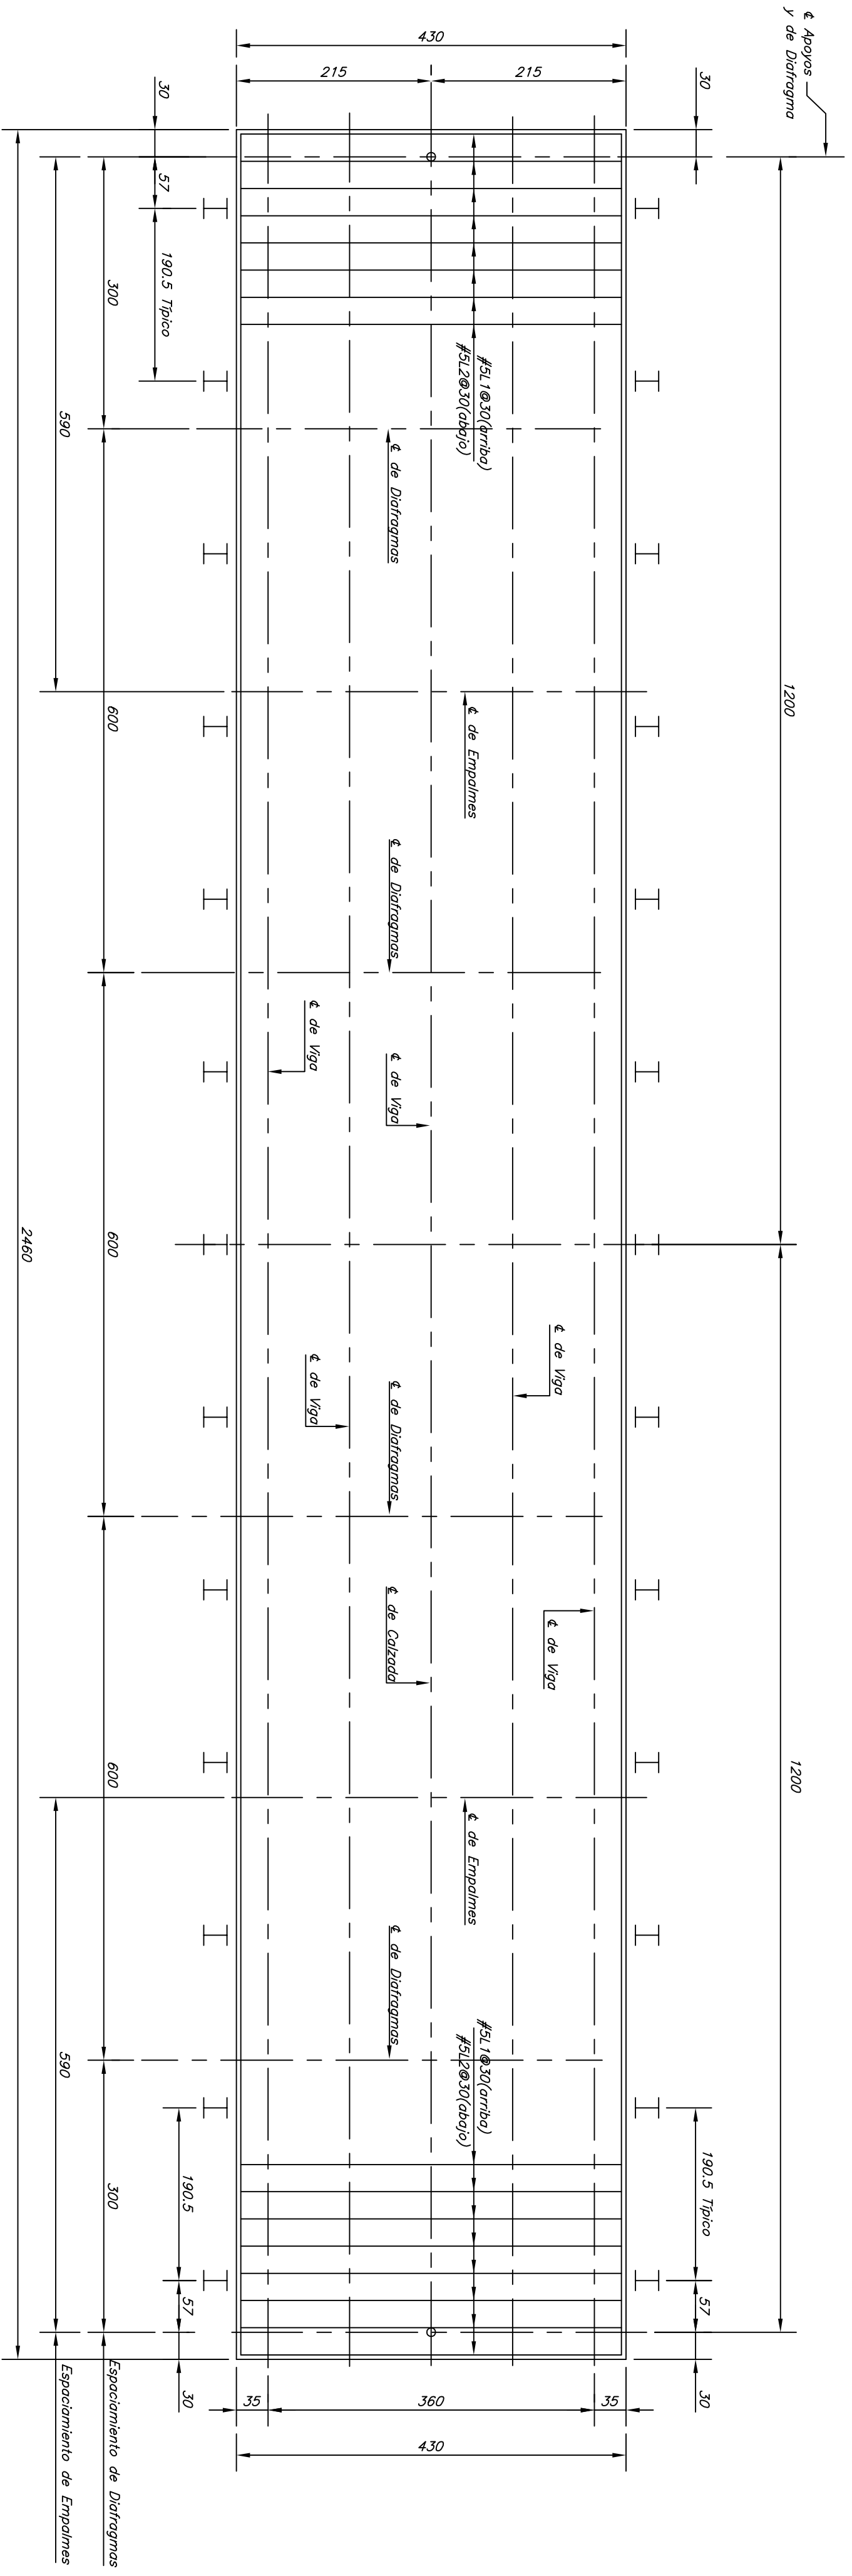 ℄ Apoyos
y de Diafragma
430
215
215
30
30
57
190.5 Típico
300
590
1200
#5L1@30(arriba)
#5L2@30(abajo)
℄ de Diafragmas
600
℄ de Empalmes
℄ de Diafragmas
℄ de Viga
℄ de Viga
2460
600
℄ de Viga
℄ de Viga
℄ de Diafragmas
℄ de Calzada
℄ de Viga
1200
600
℄ de Empalmes
℄ de Diafragmas
#5L1@30(arriba)
#5L2@30(abajo)
590
300
190.5
190.5 Típico
57
57
30
30
35
360
35
430
Espaciamiento de Diafragmas
Espaciamiento de Empalmes